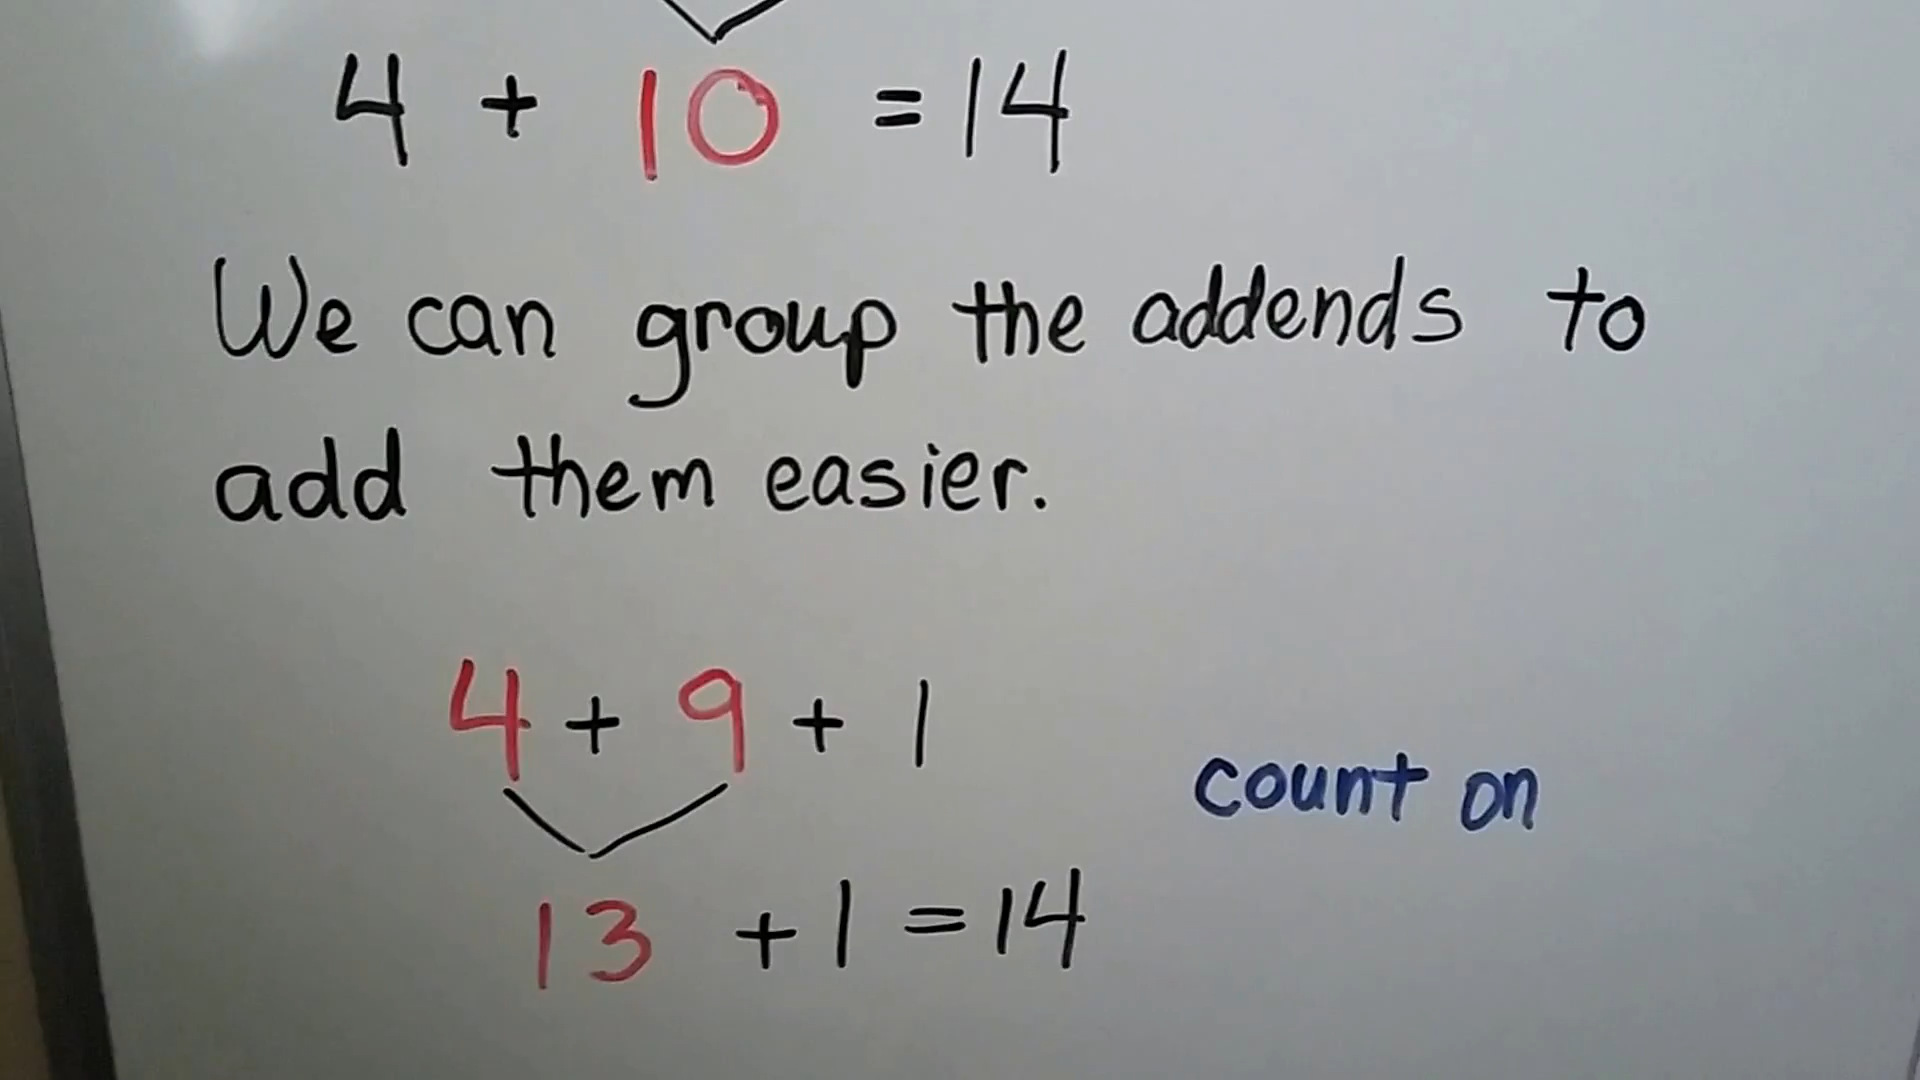 4 + 10 = 14
We can group the addends to
add them easier.
4 + 9 + 1
count on
13 + 1 = 14